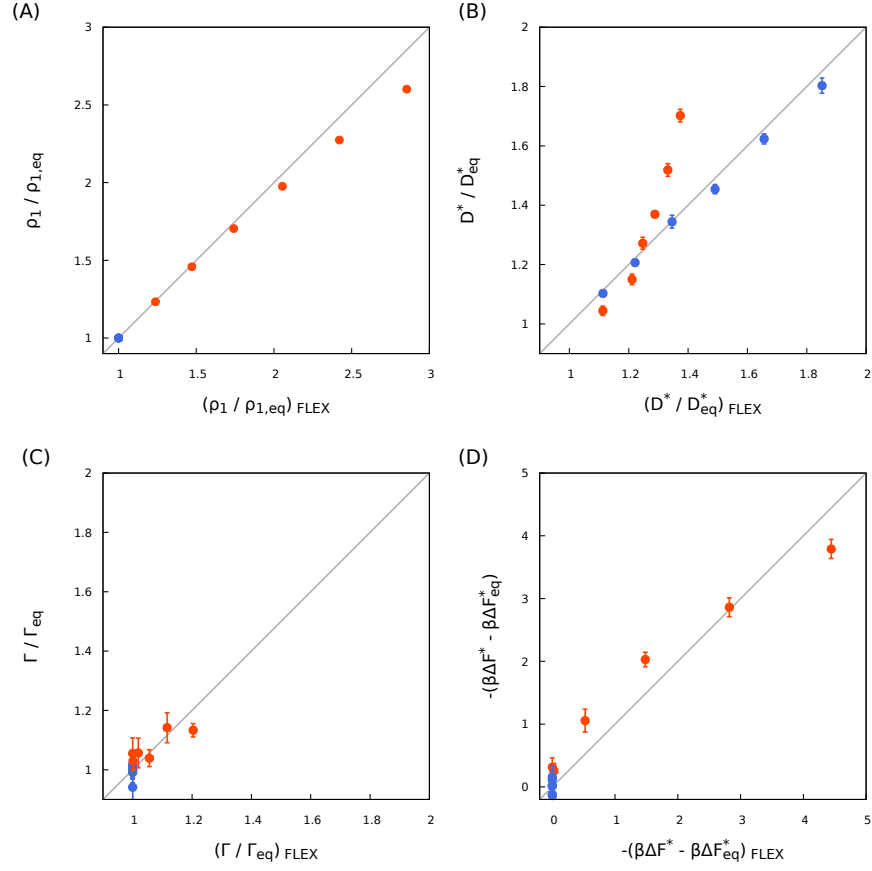 (A)
3
2.5
2
1.5
1
ρ1 / ρ1,eq
1 1.5 2 2.5 3
(ρ1 / ρ1,eq) FLEX
(B)
2
1.8
1.6
1.4
1.2
1
D* / D*eq
1 1.2 1.4 1.6 1.8 2
(D* / D*eq) FLEX
(C)
2
1.8
1.6
1.4
1.2
1
Γ / Γeq
1 1.2 1.4 1.6 1.8 2
(Γ / Γeq) FLEX
(D)
5
4
3
2
1
0
-(βΔF* - βΔF*eq)
0 1 2 3 4 5
-(βΔF* - βΔF*eq) FLEX